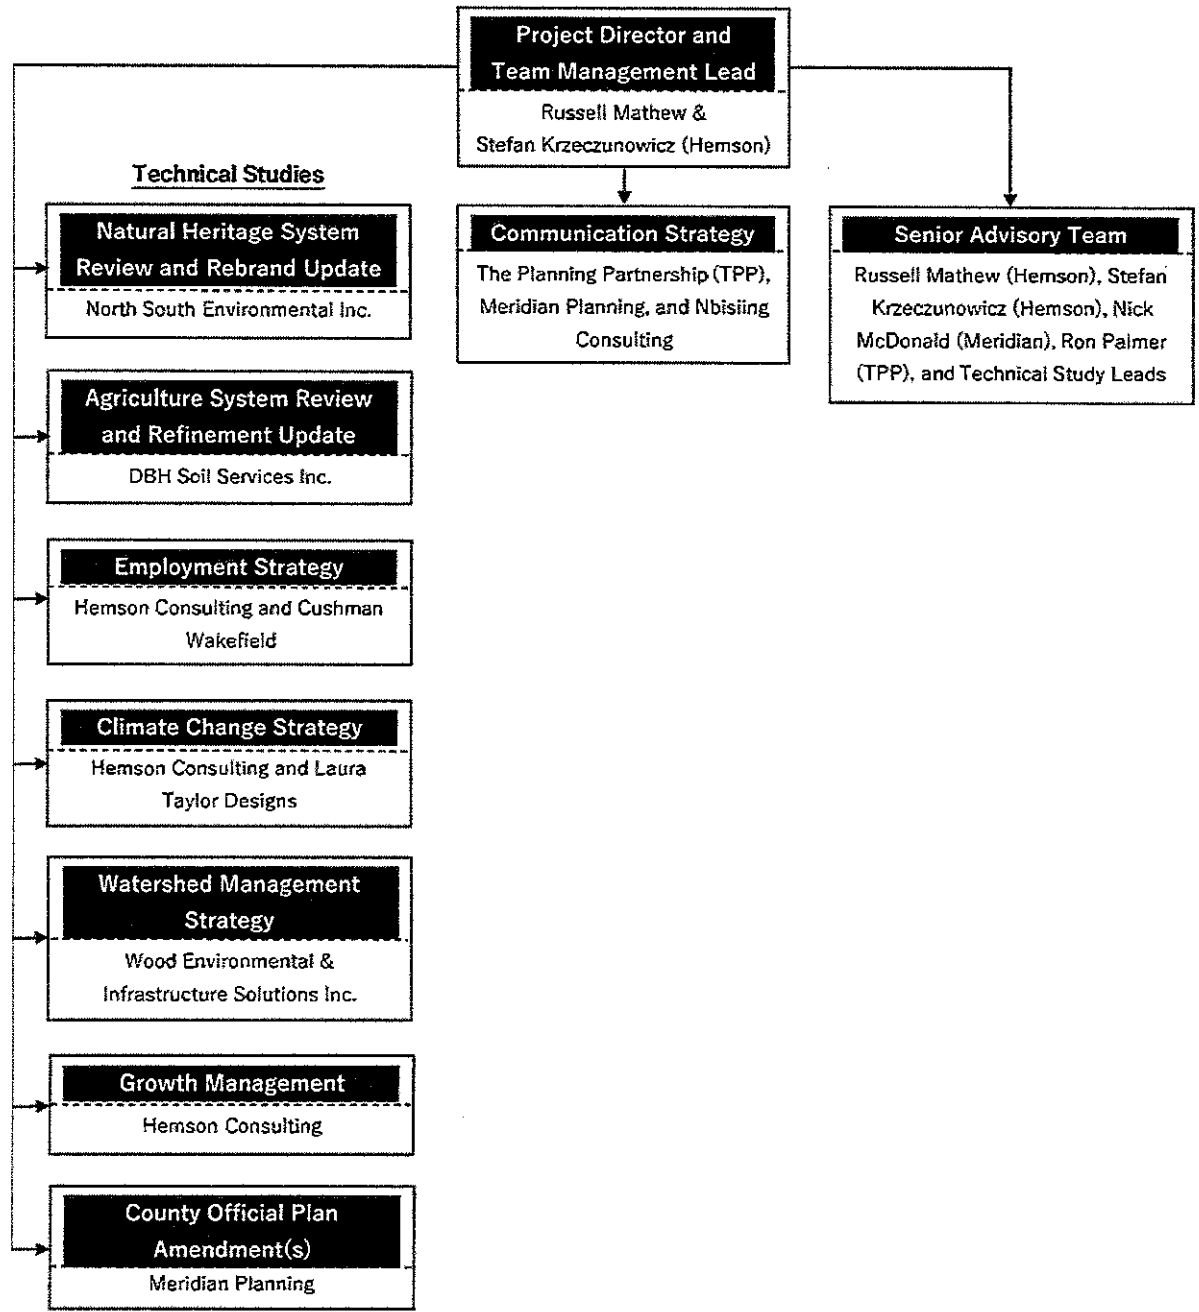 Project Director and
Team Management Lead
Russell Mathew &
Stefan Krzeczunowicz (Hemson)
Technical Studies
Natural Heritage System
Review and Rebrand Update
North South Environmental Inc.
Agriculture System Review
and Refinement Update
DBH Soil Services Inc.
Employment Strategy
Hemson Consulting and Cushman
Wakefield
Climate Change Strategy
Hemson Consulting and Laura
Taylor Designs
Watershed Management
Strategy
Wood Environmental &
Infrastructure Solutions Inc.
Growth Management
Hemson Consulting
County Official Plan
Amendment(s)
Meridian Planning
Communication Strategy
The Planning Partnership (TPP),
Meridian Planning, and Nbisiing
Consulting
Senior Advisory Team
Russell Mathew (Hemson), Stefan
Krzeczunowicz (Hemson), Nick
McDonald (Meridian), Ron Palmer
(TPP), and Technical Study Leads